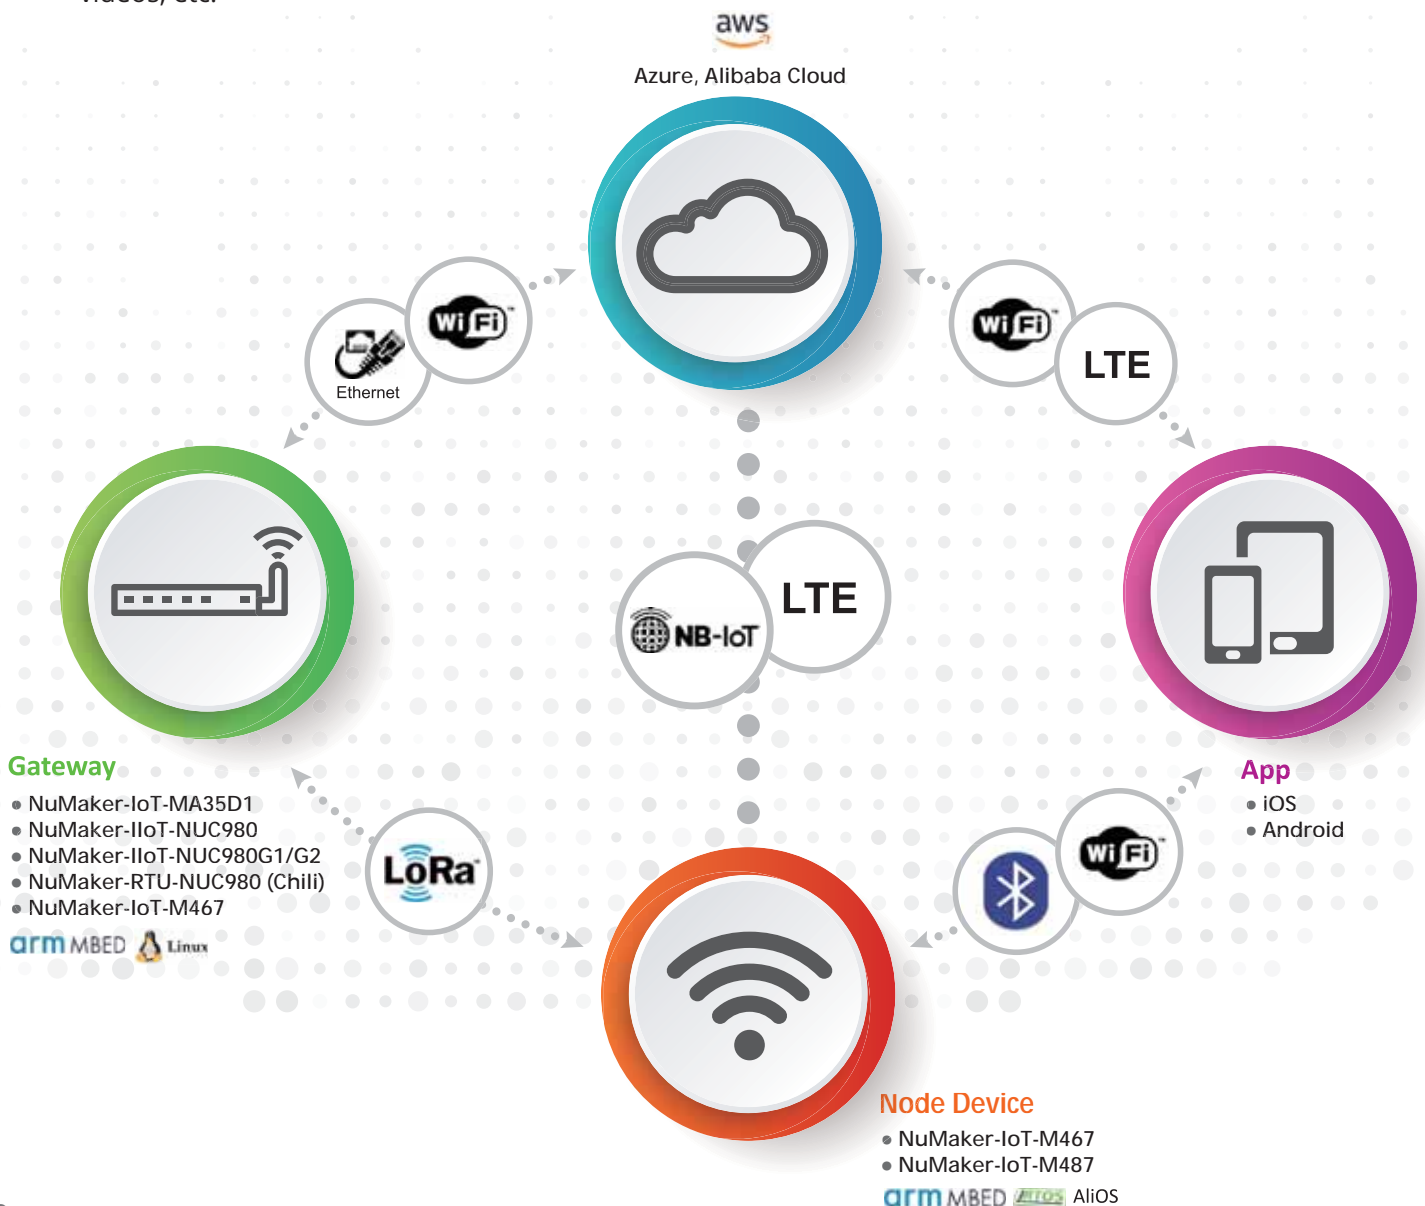 aws
Azure, Alibaba Cloud
WiFi
WiFi
Ethernet
LTE
NB-IoT
LTE
Gateway
NuMaker-IoT-MA35D1
NuMaker-IIoT-NUC980
NuMaker-IIoT-NUC980G1/G2
NuMaker-RTU-NUC980 (Chili)
NuMaker-IoT-M467
arm MBED Linux
App
iOS
Android
LoRa™
WiFi™
Node Device
NuMaker-IoT-M467
NuMaker-IoT-M487
arm MBED AliOS